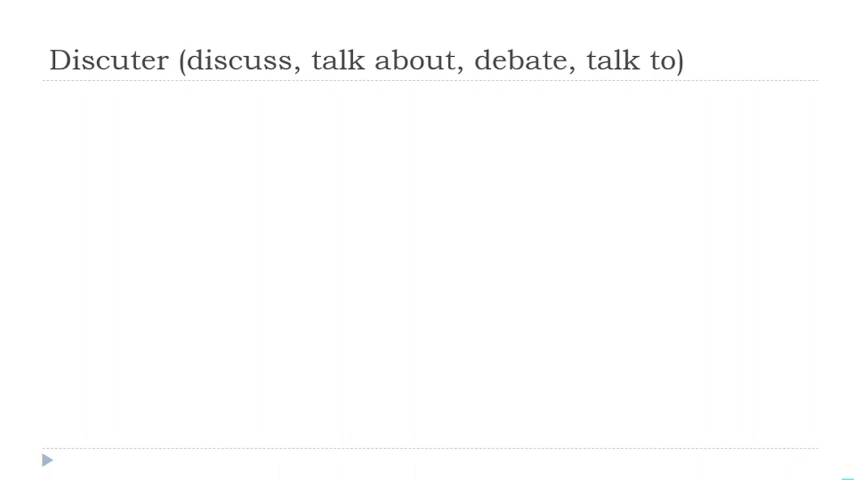 Discuter (discuss, talk about, debate, talk to)